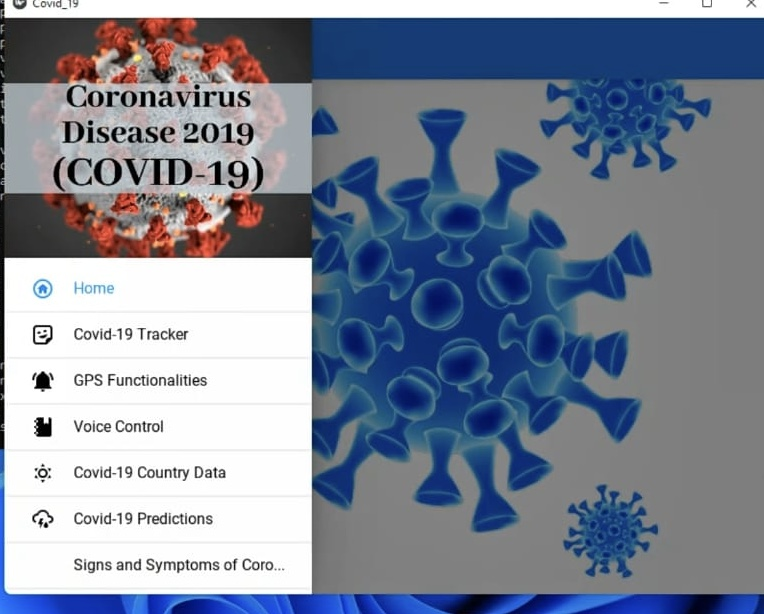 Covid_19
Coronavirus
Disease 2019
(COVID-19)
Home
Covid-19 Tracker
GPS Functionalities
Voice Control
Covid-19 Country Data
Covid-19 Predictions
Signs and Symptoms of Coro...